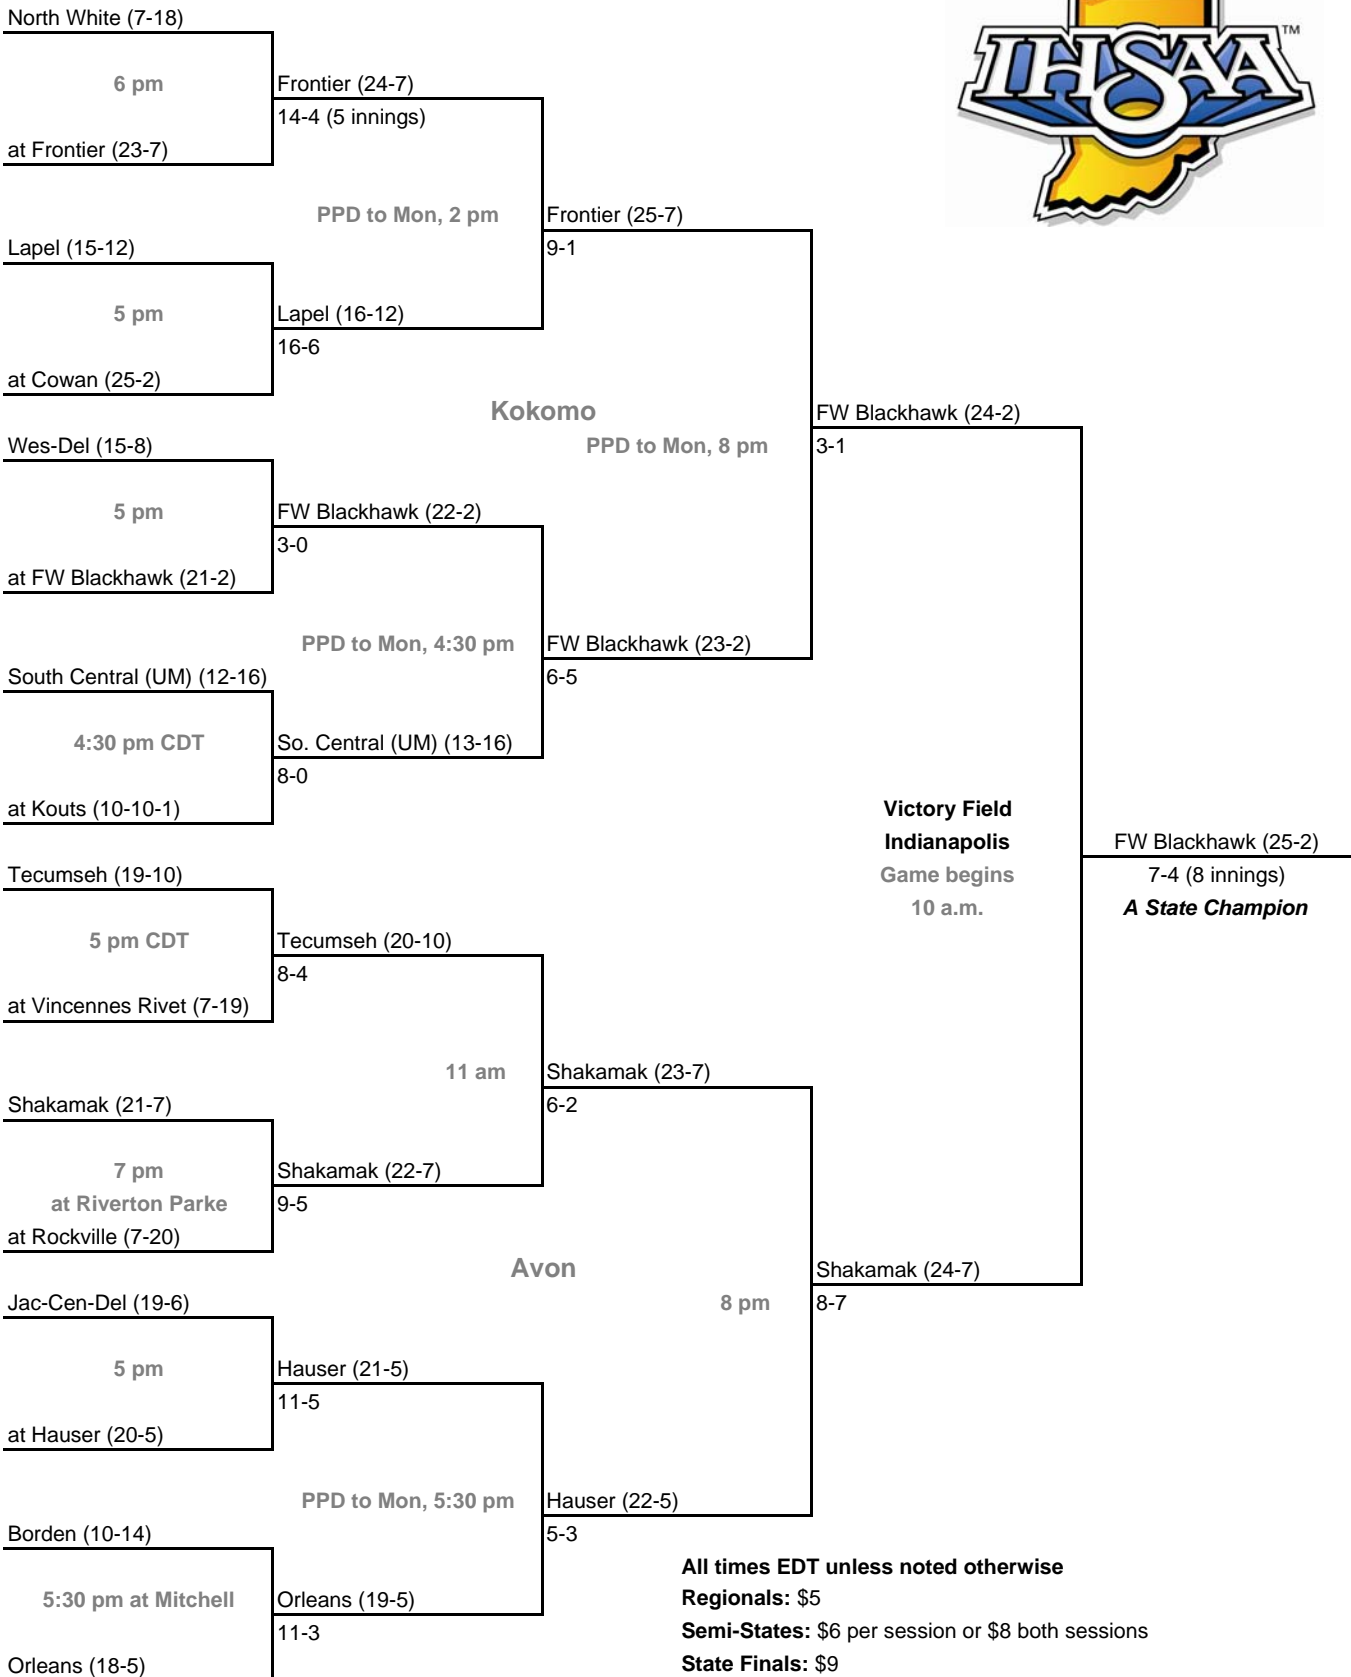 North White (7-18)
6 pm
at Frontier (23-7)
Frontier (24-7)
14-4 (5 innings)
IHSAA™
PPD to Mon, 2 pm
Frontier (25-7)
9-1
Lapel (15-12)
5 pm
at Cowan (25-2)
Lapel (16-12)
16-6
Kokomo
PPD to Mon, 8 pm
FW Blackhawk (24-2)
3-1
Wes-Del (15-8)
5 pm
at FW Blackhawk (21-2)
FW Blackhawk (22-2)
3-0
PPD to Mon, 4:30 pm
FW Blackhawk (23-2)
6-5
South Central (UM) (12-16)
4:30 pm CDT
at Kouts (10-10-1)
So. Central (UM) (13-16)
8-0
Victory Field
Indianapolis
Game begins
10 a.m.
FW Blackhawk (25-2)
7-4 (8 innings)
A State Champion
Tecumseh (19-10)
5 pm CDT
at Vincennes Rivet (7-19)
Tecumseh (20-10)
8-4
11 am
Shakamak (23-7)
6-2
Shakamak (21-7)
7 pm
at Riverton Parke
at Rockville (7-20)
Shakamak (22-7)
9-5
Avon
8 pm
Shakamak (24-7)
8-7
Jac-Cen-Del (19-6)
5 pm
at Hauser (20-5)
Hauser (21-5)
11-5
PPD to Mon, 5:30 pm
Hauser (22-5)
5-3
Borden (10-14)
5:30 pm at Mitchell
Orleans (18-5)
Orleans (19-5)
11-3
All times EDT unless noted otherwise
Regionals: $5
Semi-States: $6 per session or $8 both sessions
State Finals: $9